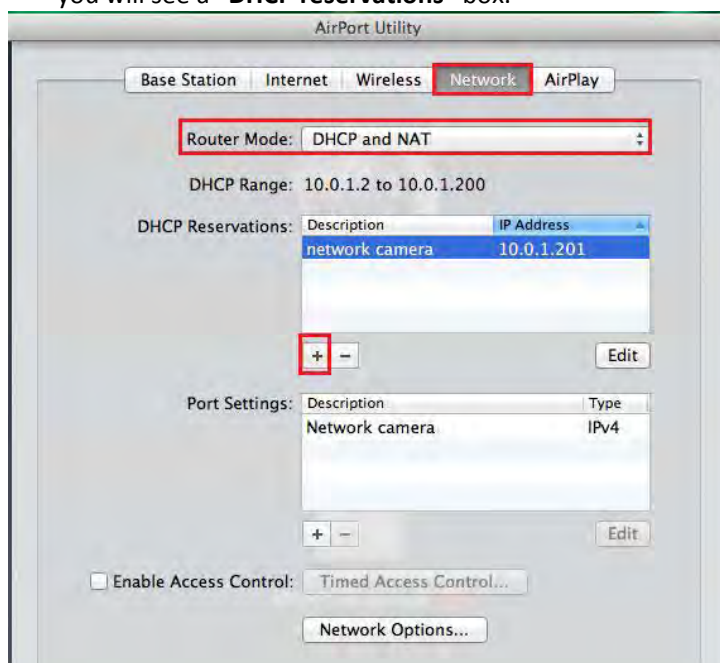 you will see a "DHCP reservations" box.
AirPort Utility
Base Station Internet Wireless Network AirPlay
Router Mode: DHCP and NAT
DHCP Range: 10.0.1.2 to 10.0.1.200
DHCP Reservations: Description IP Address
network camera 10.0.1.201
+ - Edit
Port Settings: Description Type
Network camera IPv4
+ - Edit
Enable Access Control: Timed Access Control...
Network Options...